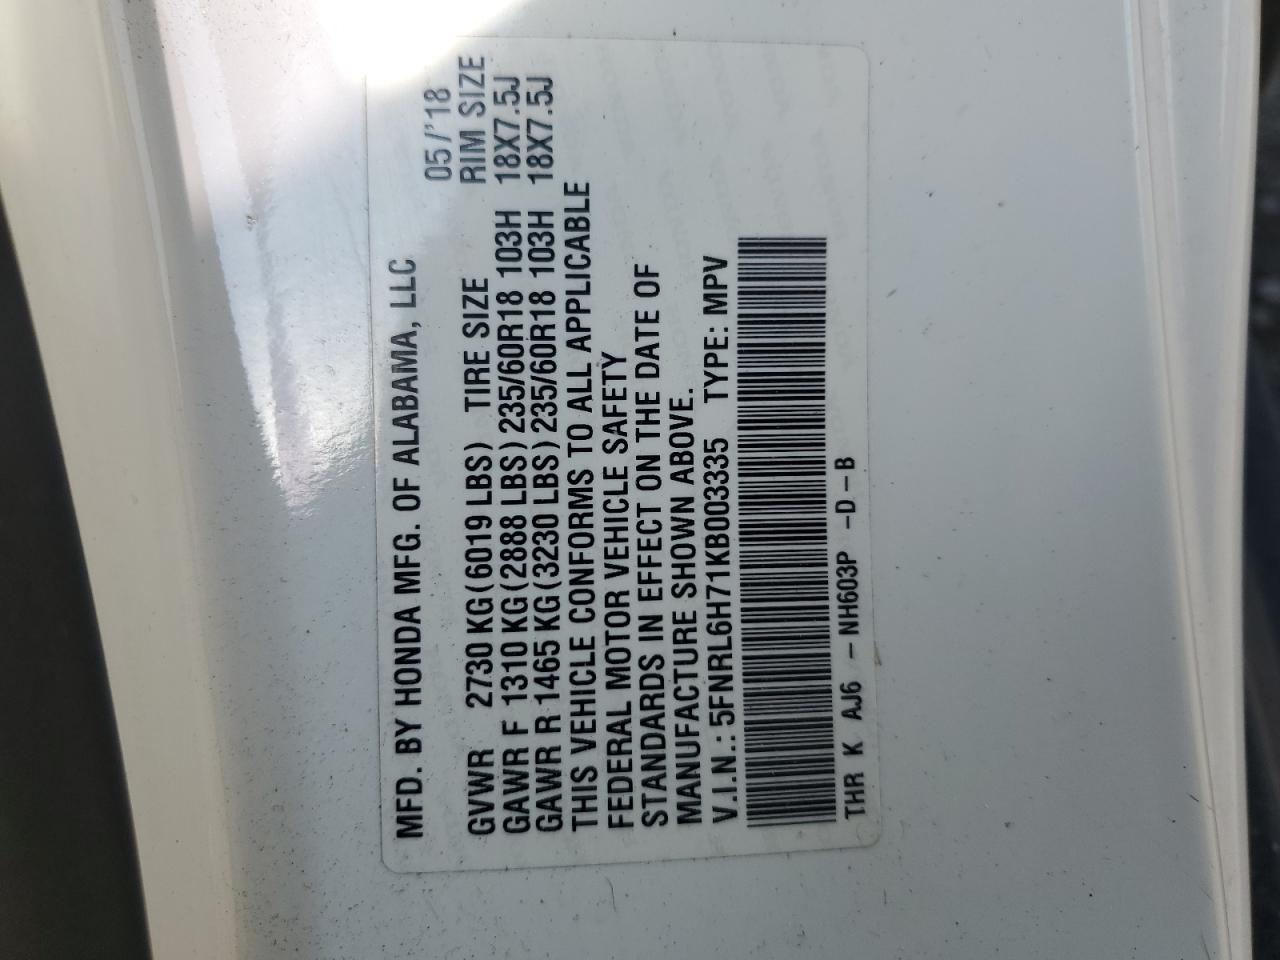 MFD. BY HONDA MFG. OF ALABAMA, LLC 05/'18
GVWR 2730 KG (6019 LBS) TIRE SIZE RIM SIZE
GAWR F 1310 KG (2888 LBS) 235/60R18 103H 18X7.5J
GAWR R 1465 KG (3230 LBS) 235/60R18 103H 18X7.5J
THIS VEHICLE CONFORMS TO ALL APPLICABLE
FEDERAL MOTOR VEHICLE SAFETY
STANDARDS IN EFFECT ON THE DATE OF
MANUFACTURE SHOWN ABOVE.
V.I.N.: 5FNRL6H71KB003335 TYPE: MPV
THR K AJ6 - NH603P -D -B